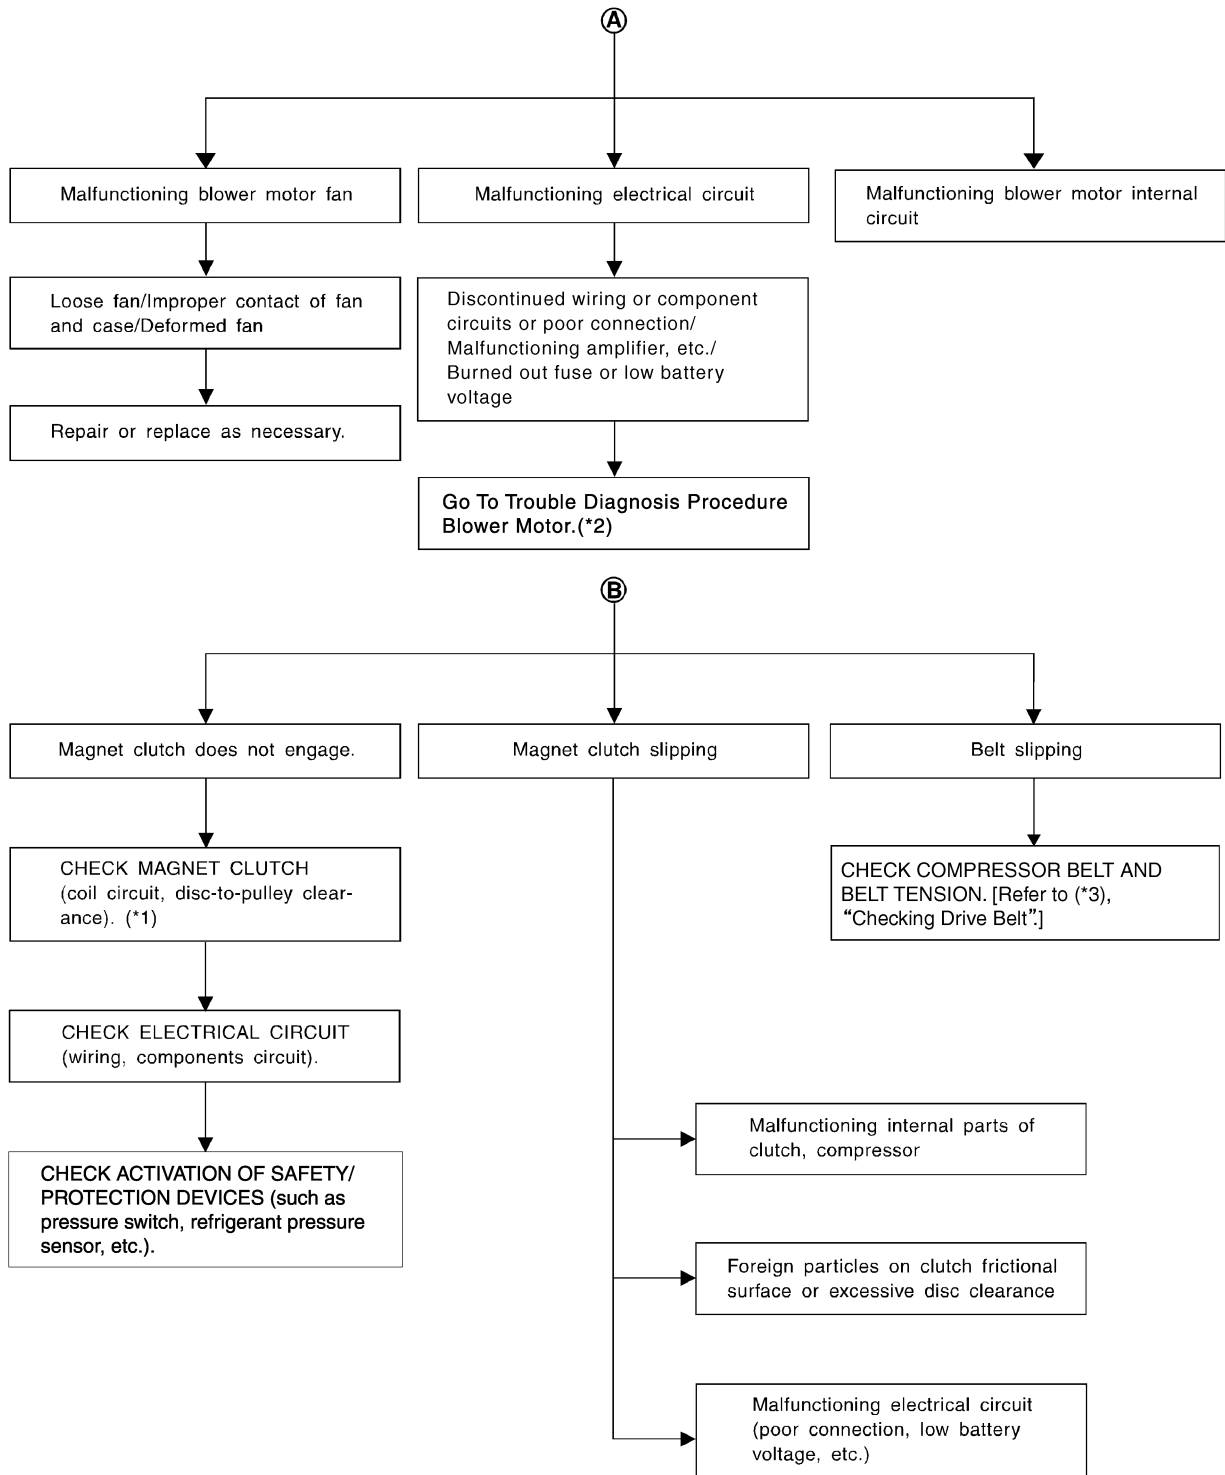 A
Malfunctioning blower motor fan
Malfunctioning electrical circuit
Malfunctioning blower motor internal
circuit
Loose fan/Improper contact of fan
and case/Deformed fan
Discontinued wiring or component
circuits or poor connection/
Malfunctioning amplifier, etc./
Burned out fuse or low battery
voltage
Repair or replace as necessary.
Go To Trouble Diagnosis Procedure
Blower Motor.(*2)
B
Magnet clutch does not engage.
Magnet clutch slipping
Belt slipping
CHECK MAGNET CLUTCH
(coil circuit, disc-to-pulley clear-
ance). (*1)
CHECK COMPRESSOR BELT AND
BELT TENSION. [Refer to (*3),
“Checking Drive Belt”.]
CHECK ELECTRICAL CIRCUIT
(wiring, components circuit).
CHECK ACTIVATION OF SAFETY/
PROTECTION DEVICES (such as
pressure switch, refrigerant pressure
sensor, etc.).
Malfunctioning internal parts of
clutch, compressor
Foreign particles on clutch frictional
surface or excessive disc clearance
Malfunctioning electrical circuit
(poor connection, low battery
voltage, etc.)